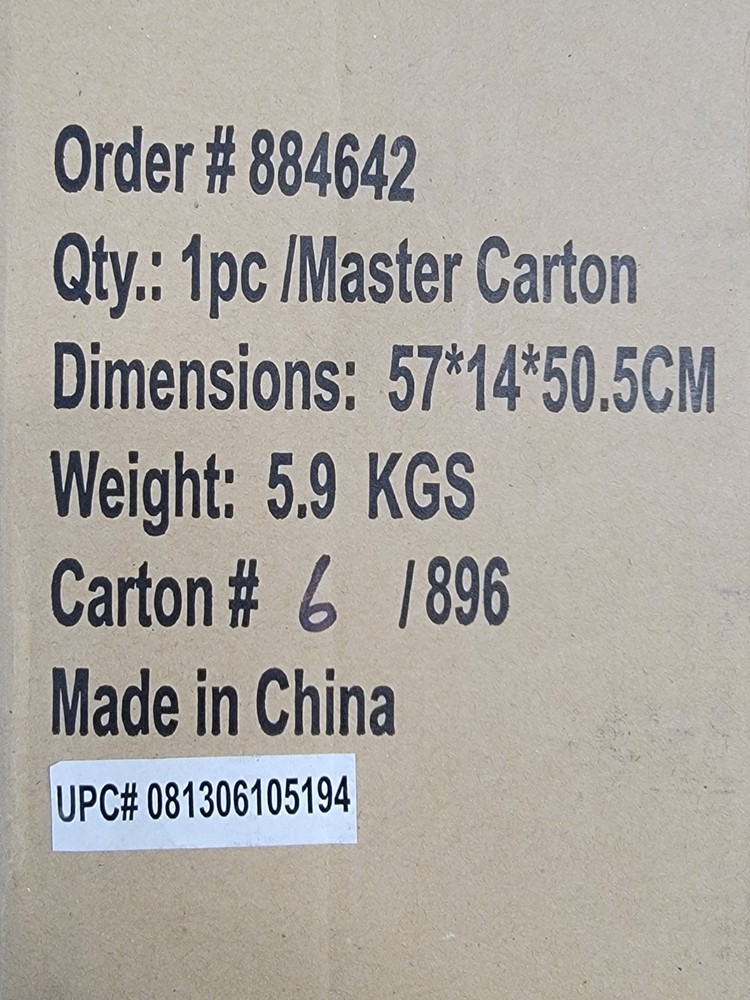 Order # 884642
Qty.: 1pc /Master Carton
Dimensions: 57*14*50.5CM
Weight: 5.9 KGS
Carton # 6 / 896
Made in China
UPC# 081306105194